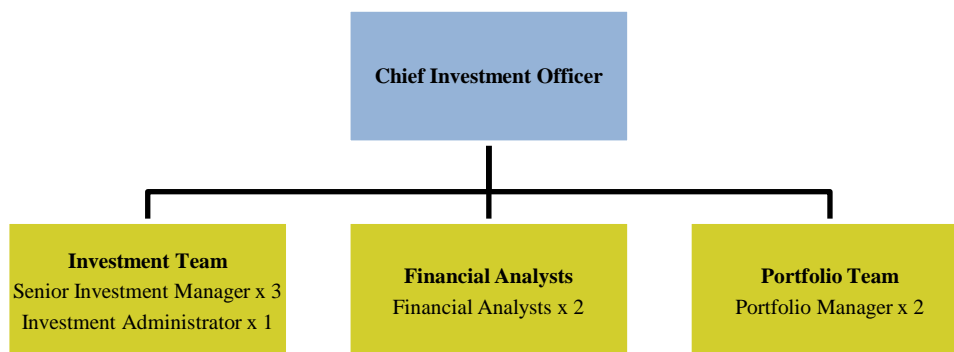 Chief Investment Officer
Investment Team
Senior Investment Manager x 3
Investment Administrator x 1
Financial Analysts
Financial Analysts x 2
Portfolio Team
Portfolio Manager x 2